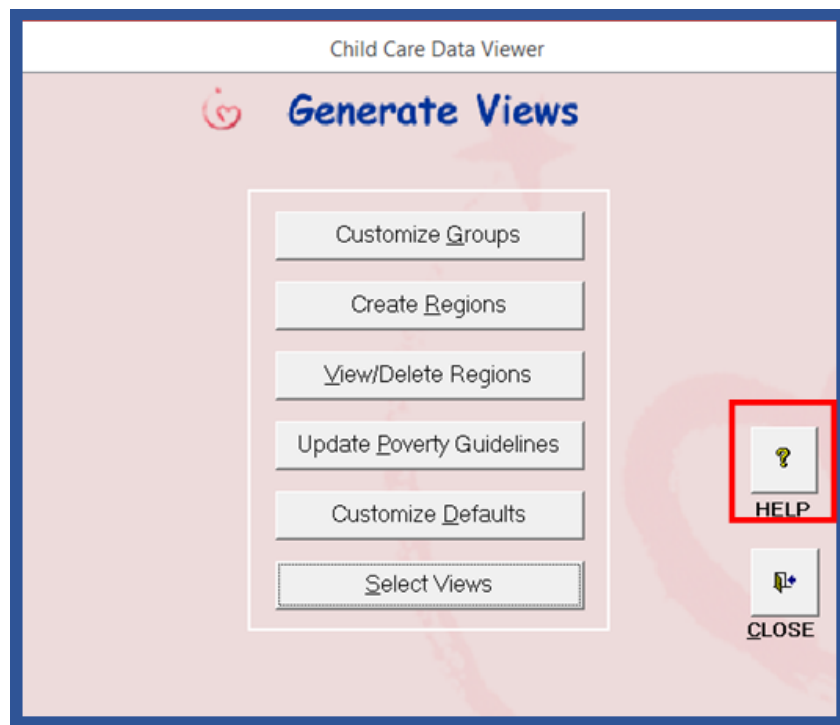 Child Care Data Viewer
Generate Views
Customize Groups
Create Regions
View/Delete Regions
Update Poverty Guidelines
Customize Defaults
Select Views
?
HELP
CLOSE